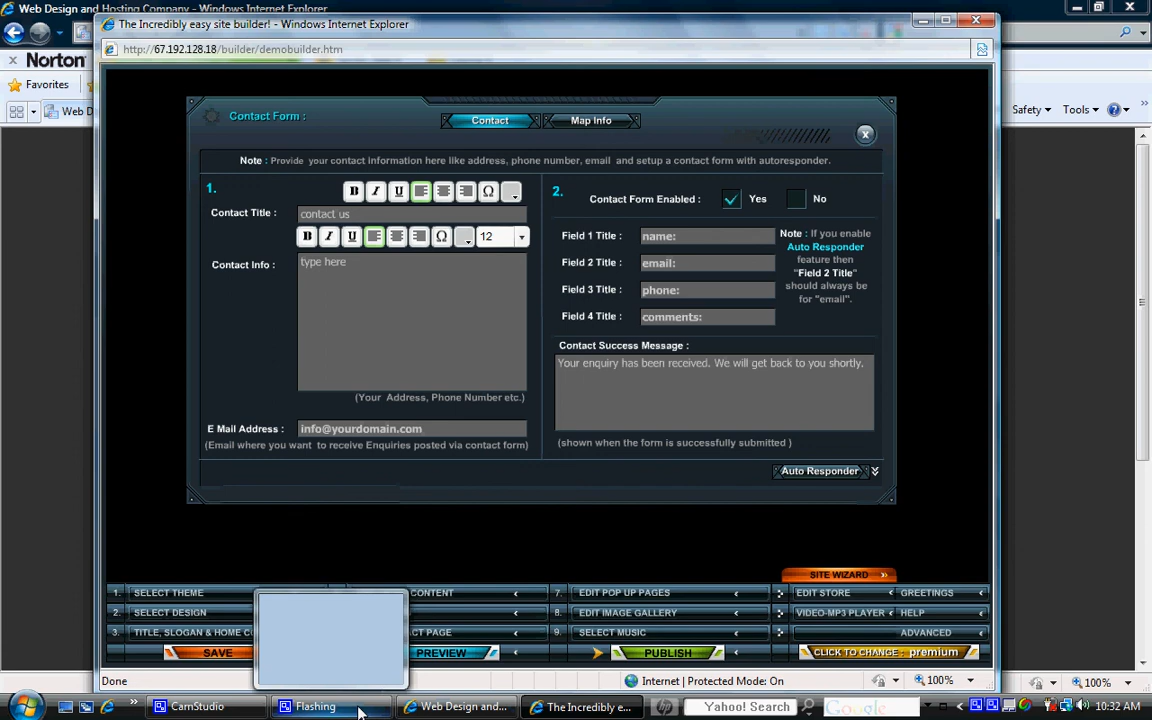 Web Design and Hosting Company - Windows Internet Explorer
The Incredibly easy site builder! - Windows Internet Explorer
http://67.192.128.18/builder/demobuilder.htm
Norton
Favorites
Web D
Safety
Tools
Contact Form :
Contact
Map Info
x
Note : Provide your contact information here like address, phone number, email and setup a contact form with autoresponder.
1.
B I U Ω
Contact Title :
contact us
B I U Ω 12
Contact Info :
type here
(Your Address, Phone Number etc.)
E Mail Address :
info@yourdomain.com
(Email where you want to receive Enquiries posted via contact form)
2.
Contact Form Enabled :
Yes
No
Field 1 Title :
name:
Field 2 Title :
email:
Field 3 Title :
phone:
Field 4 Title :
comments:
Note : If you enable
Auto Responder
feature then
"Field 2 Title"
should always be
for "email".
Contact Success Message :
Your enquiry has been received. We will get back to you shortly.
(shown when the form is successfully submitted )
Auto Responder
SITE WIZARD
1. SELECT THEME
ONTENT
7. EDIT POP UP PAGES
EDIT STORE
GREETINGS
2. SELECT DESIGN
8. EDIT IMAGE GALLERY
VIDEO-MP3 PLAYER
HELP
3. TITLE, SLOGAN & HOME CO
ACT PAGE
9. SELECT MUSIC
ADVANCED
SAVE
PREVIEW
PUBLISH
CLICK TO CHANGE : premium
Done
Internet | Protected Mode: On
100%
100%
CamStudio
Flashing
Web Design and...
The Incredibly e...
hp
Yahoo! Search
Google
10:32 AM